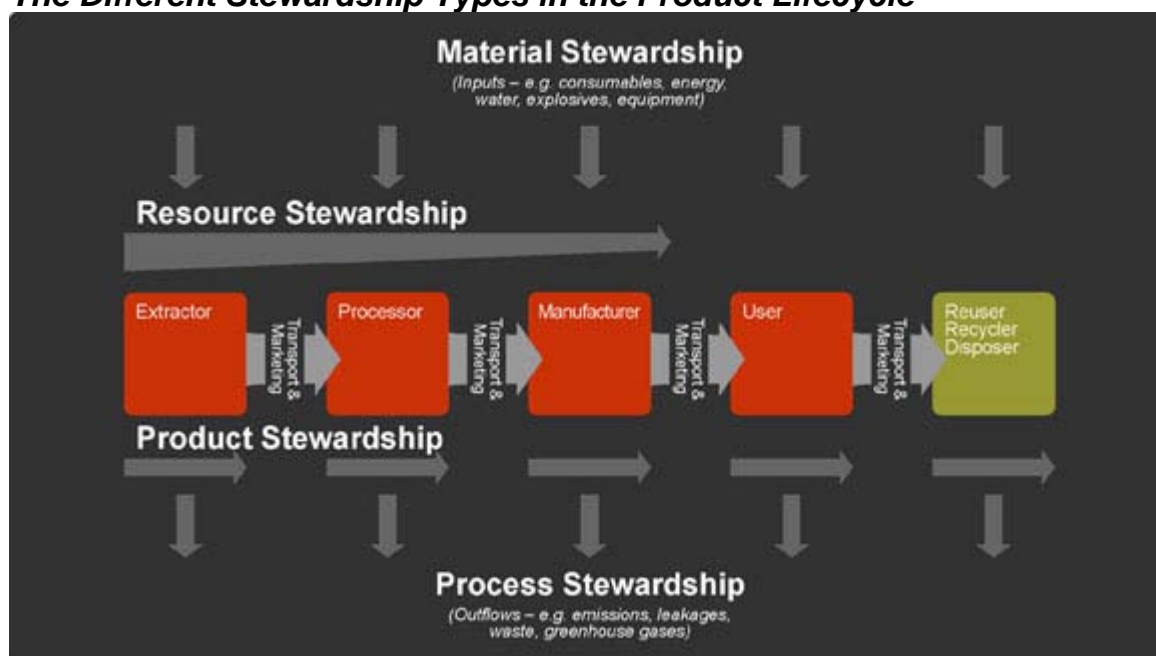 The Different Stewardship Types in the Product Lifecycle
Material Stewardship
(Inputs – e.g. consumables, energy,
water, explosives, equipment)
Resource Stewardship
Extractor
Transport &
Marketing
Processor
Transport &
Marketing
Manufacturer
Transport &
Marketing
User
Transport &
Marketing
Reuser
Recycler
Disposer
Product Stewardship
Process Stewardship
(Outflows – e.g. emissions, leakages,
waste, greenhouse gases)